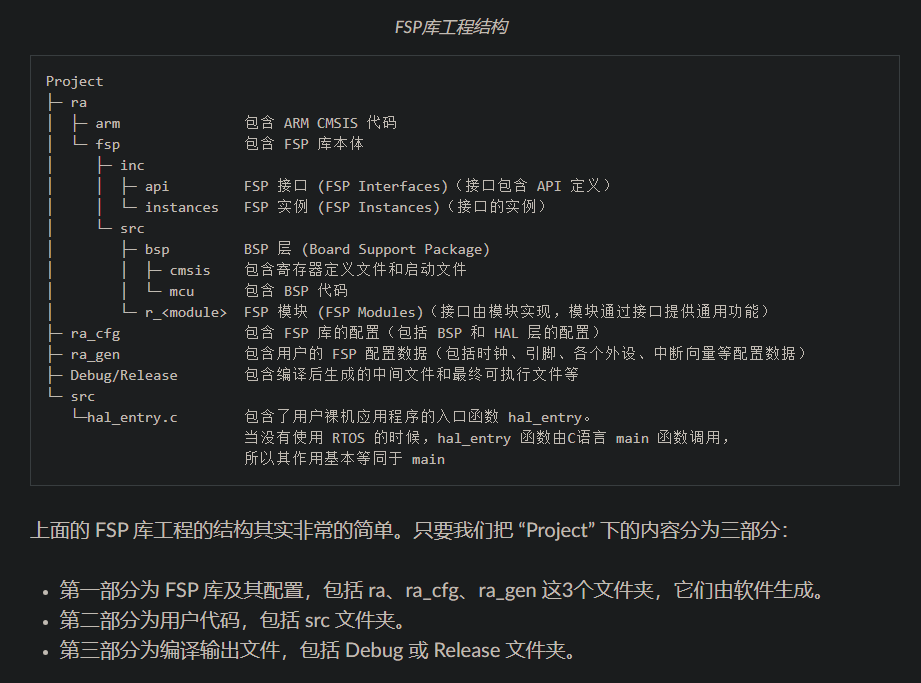 FSP库工程结构
Project
├─ ra
│  ├─ arm          包含 ARM CMSIS 代码
│  └─ fsp          包含 FSP 库本体
│     ├─ inc
│     │  ├─ api        FSP 接口 (FSP Interfaces)（接口包含 API 定义）
│     │  └─ instances  FSP 实例 (FSP Instances)（接口的实例）
│     └─ src
│        ├─ bsp        BSP 层 (Board Support Package)
│        │  ├─ cmsis   包含寄存器定义文件和启动文件
│        │  └─ mcu     包含 BSP 代码
│        └─ r_<module>  FSP 模块 (FSP Modules)（接口由模块实现，模块通过接口提供通用功能）
├─ ra_cfg          包含 FSP 库的配置（包括 BSP 和 HAL 层的配置）
├─ ra_gen          包含用户的 FSP 配置数据（包括时钟、引脚、各个外设、中断向量等配置数据）
├─ Debug/Release   包含编译后生成的中间文件和最终可执行文件等
└─ src
   └─hal_entry.c   包含了用户裸机应用程序的入口函数 hal_entry。
当没有使用 RTOS 的时候，hal_entry 函数由C语言 main 函数调用，
所以其作用基本等同于 main
上面的 FSP 库工程的结构其实非常的简单。只要我们把 “Project” 下的内容分为三部分：
• 第一部分为 FSP 库及其配置，包括 ra、ra_cfg、ra_gen 这3个文件夹，它们由软件生成。
• 第二部分为用户代码，包括 src 文件夹。
• 第三部分为编译输出文件，包括 Debug 或 Release 文件夹。